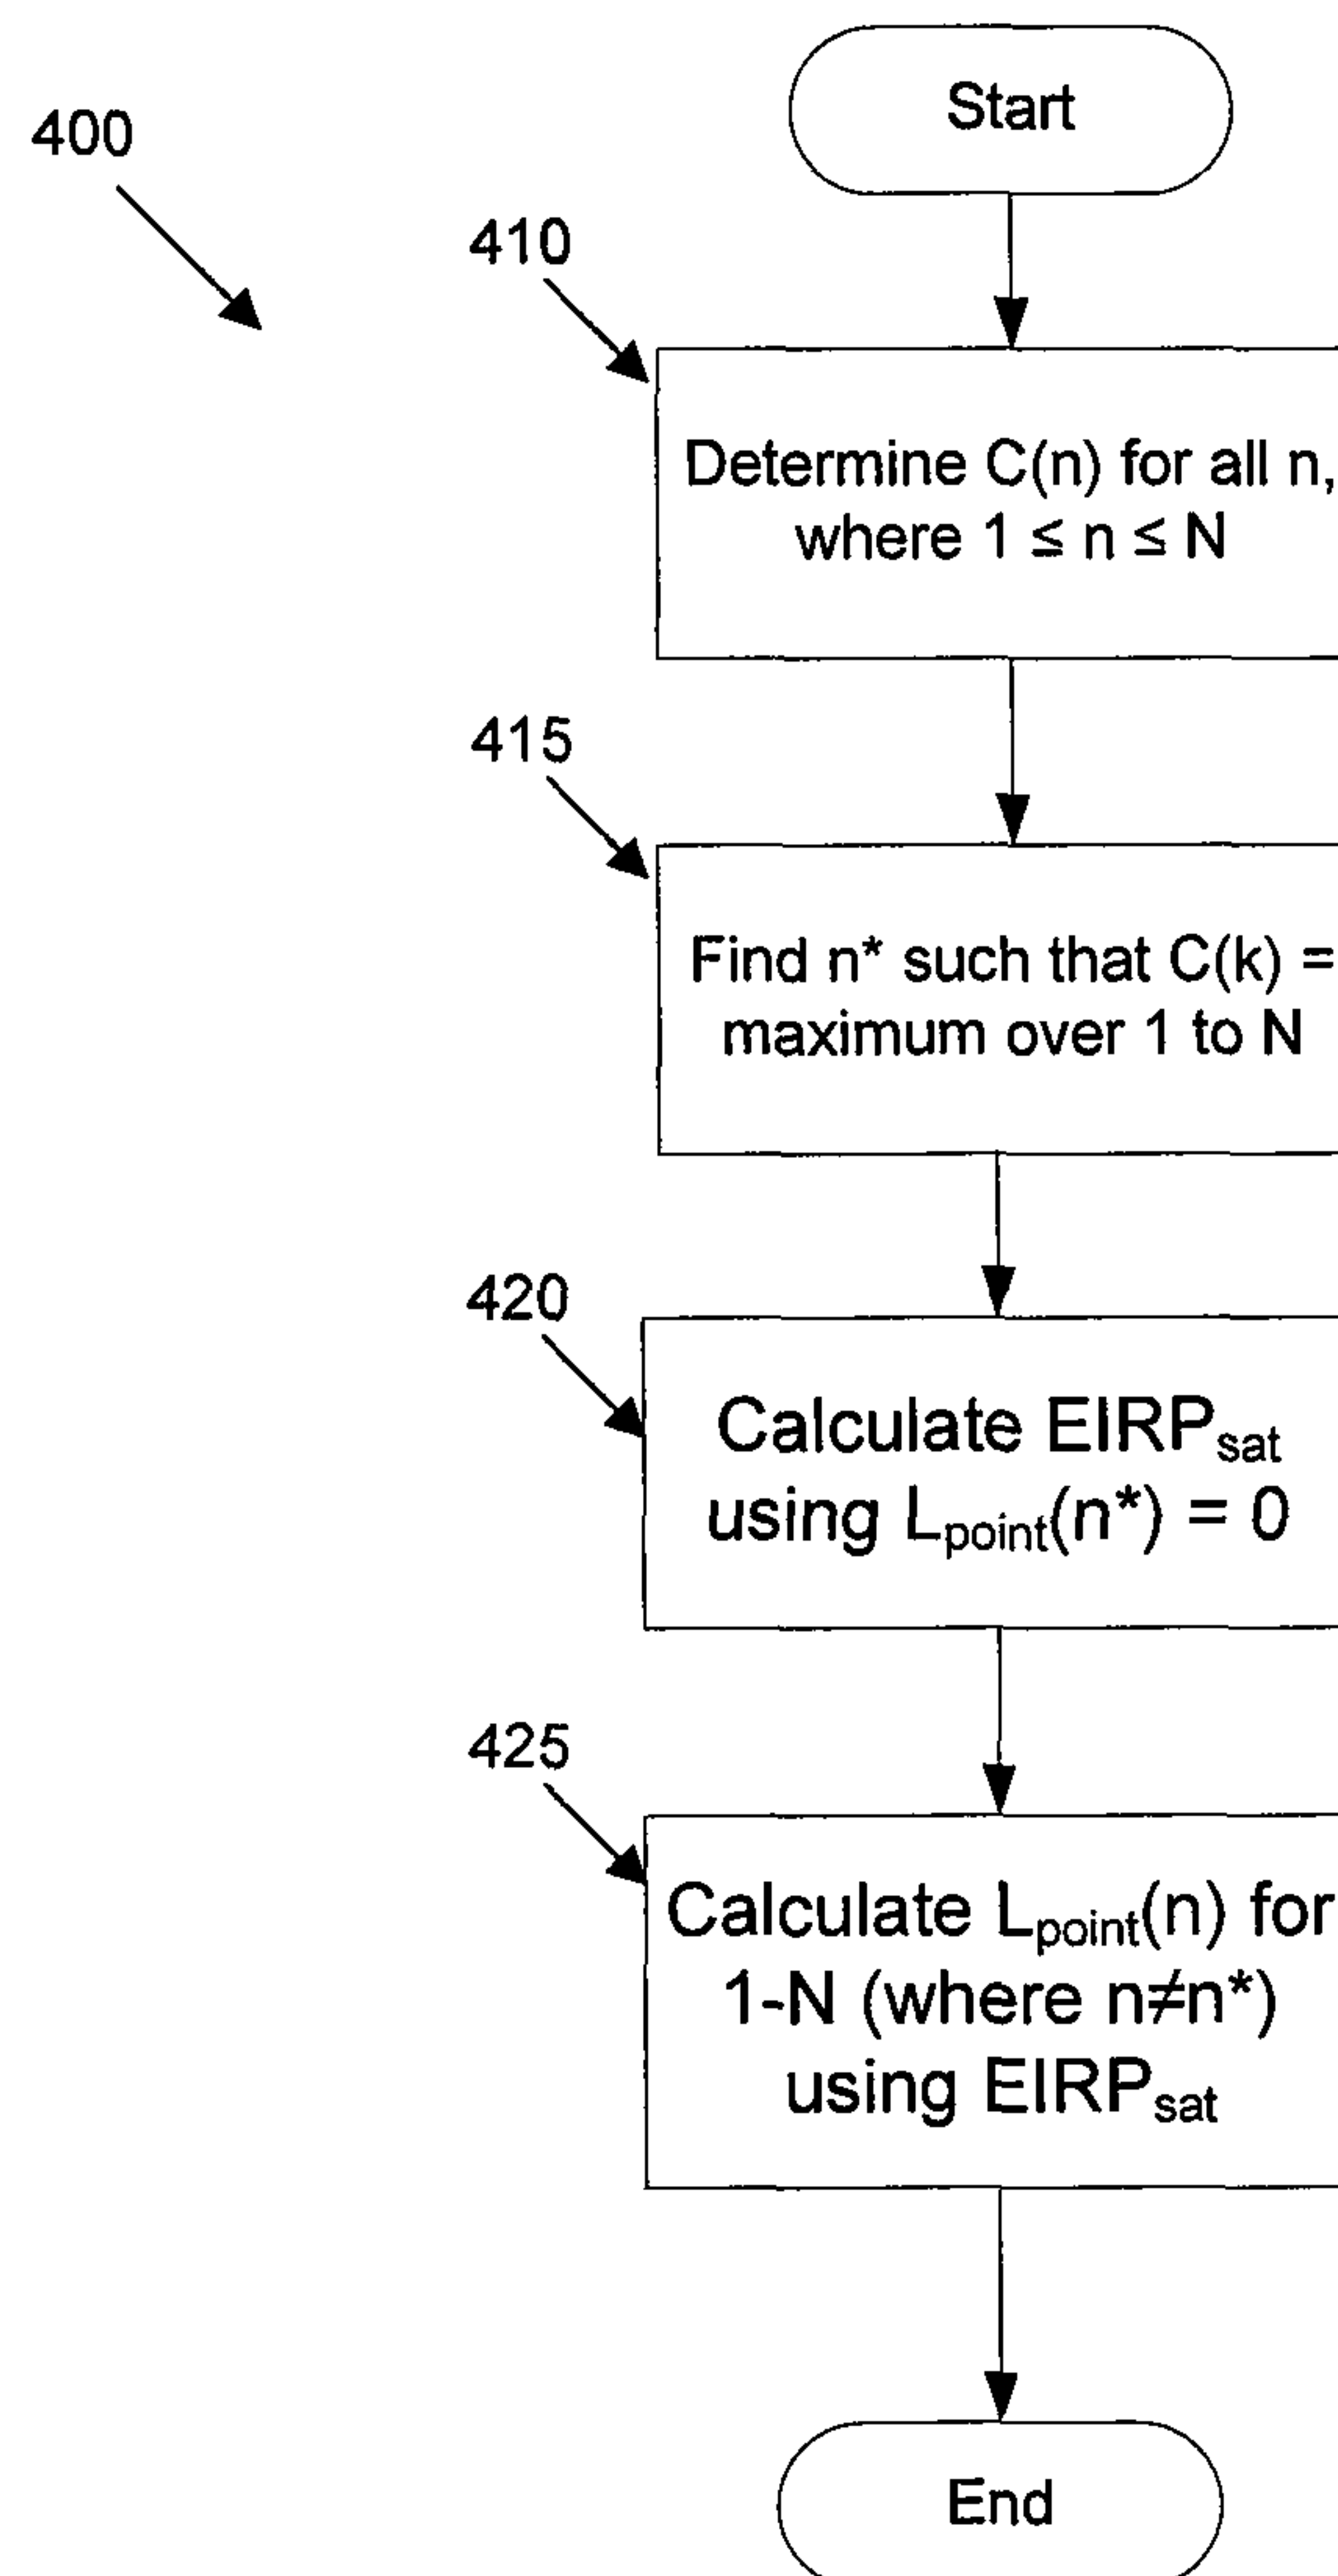 Start
400
410
Determine C(n) for all n,
where 1 ≤ n ≤ N
415
Find n* such that C(k) =
maximum over 1 to N
420
Calculate EIRPsat
using Lpoint(n*) = 0
425
Calculate Lpoint(n) for
1-N (where n≠n*)
using EIRPsat
End